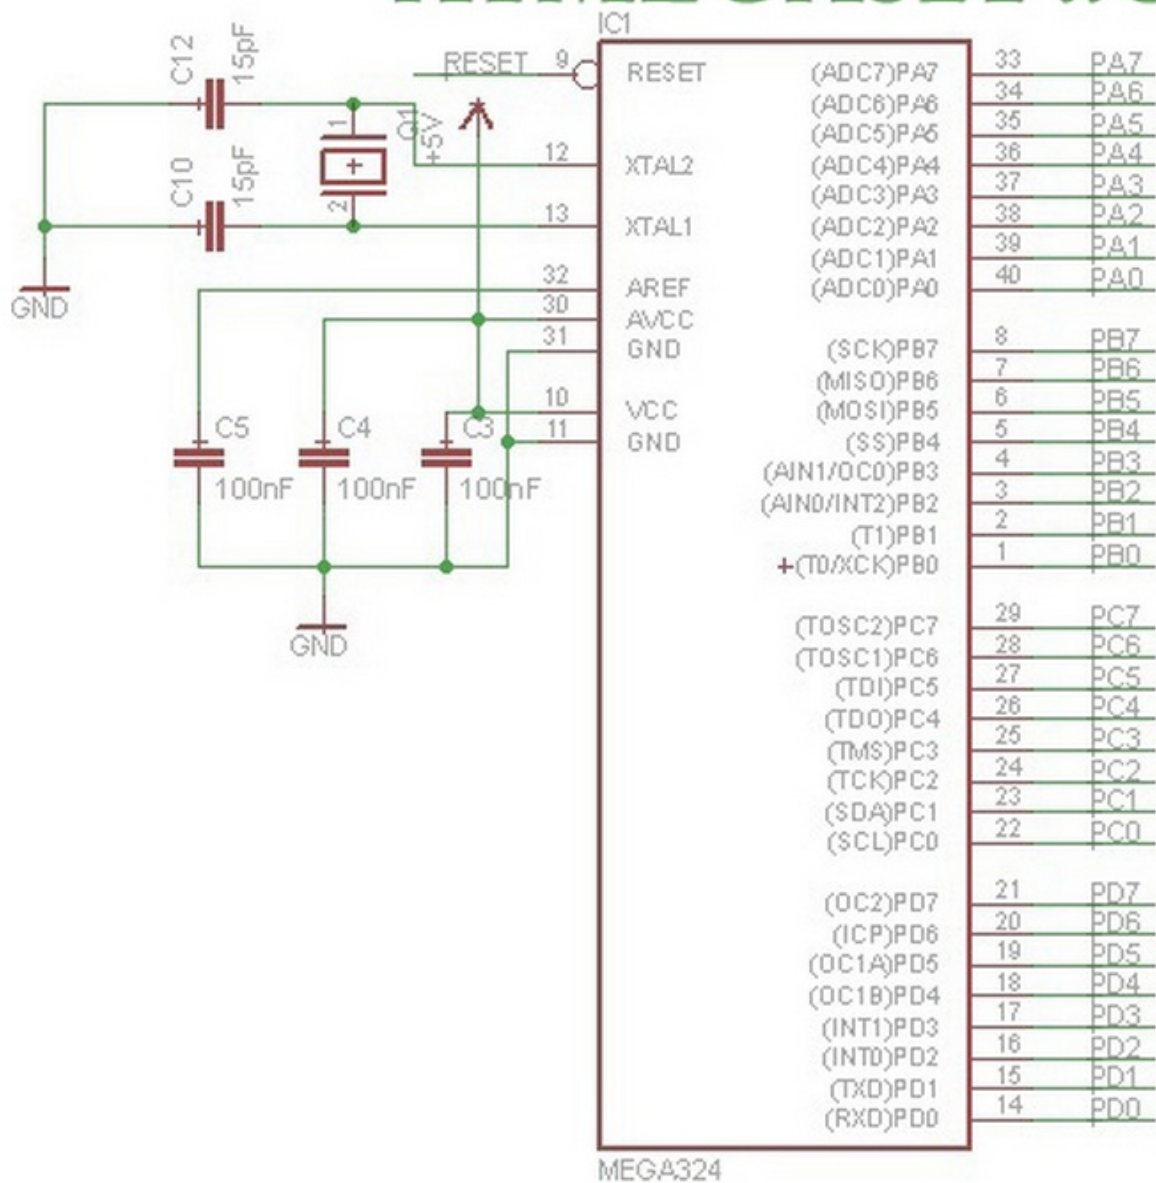 IC1
C12
15pF
C10
15pF
1
2
Q1
+5V
GND
RESET
9
12
13
32
30
31
10
11
C5
100nF
C4
100nF
C3
100nF
GND
RESET
XTAL2
XTAL1
AREF
AVCC
GND
VCC
GND
(ADC7)PA7 33 PA7
(ADC6)PA6 34 PA6
(ADC5)PA5 35 PA5
(ADC4)PA4 36 PA4
(ADC3)PA3 37 PA3
(ADC2)PA2 38 PA2
(ADC1)PA1 39 PA1
(ADC0)PA0 40 PA0
(SCK)PB7 8 PB7
(MISO)PB6 7 PB6
(MOSI)PB5 6 PB5
(SS)PB4 5 PB4
(AIN1/OC0)PB3 4 PB3
(AIN0/INT2)PB2 3 PB2
(T1)PB1 2 PB1
(T0/XCK)PB0 1 PB0
(TOSC2)PC7 29 PC7
(TOSC1)PC6 28 PC6
(TDI)PC5 27 PC5
(TDO)PC4 26 PC4
(TMS)PC3 25 PC3
(TCK)PC2 24 PC2
(SDA)PC1 23 PC1
(SCL)PC0 22 PC0
(OC2)PD7 21 PD7
(ICP)PD6 20 PD6
(OC1A)PD5 19 PD5
(OC1B)PD4 18 PD4
(INT1)PD3 17 PD3
(INT0)PD2 16 PD2
(TXD)PD1 15 PD1
(RXD)PD0 14 PD0
MEGA324